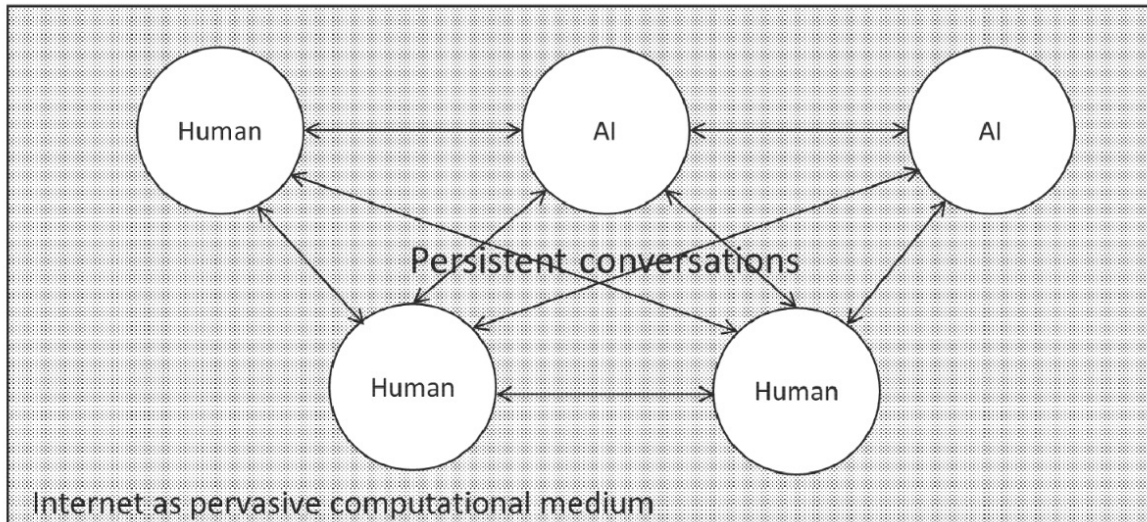 Human
AI
AI
Persistent conversations
Human
Human
Internet as pervasive computational medium